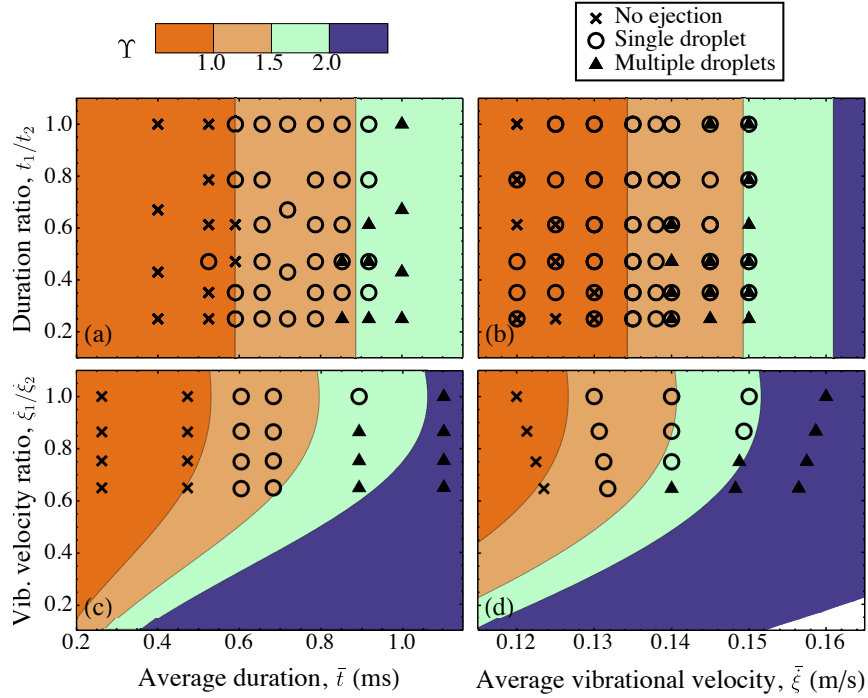 ϒ
1.0 1.5 2.0
No ejection
Single droplet
Multiple droplets
Duration ratio, t₁/t₂
1.0
0.8
0.6
0.4
0.2
(a)
(b)
Vib. velocity ratio, ξ̇₁/ξ̇₂
1.0
0.8
0.6
0.4
0.2
(c)
(d)
0.2 0.4 0.6 0.8 1.0
0.12 0.13 0.14 0.15 0.16
Average duration, t̄ (ms)
Average vibrational velocity, ξ̇̄ (m/s)